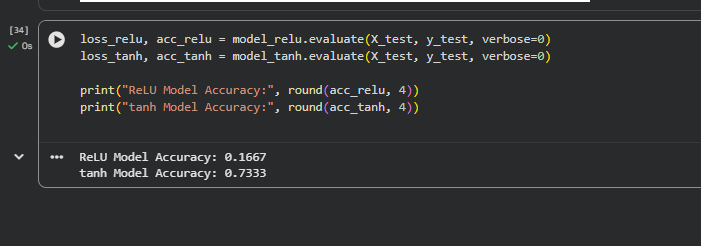 [34]
0s
loss_relu, acc_relu = model_relu.evaluate(X_test, y_test, verbose=0)
loss_tanh, acc_tanh = model_tanh.evaluate(X_test, y_test, verbose=0)
print("ReLU Model Accuracy:", round(acc_relu, 4))
print("tanh Model Accuracy:", round(acc_tanh, 4))
ReLU Model Accuracy: 0.1667
tanh Model Accuracy: 0.7333